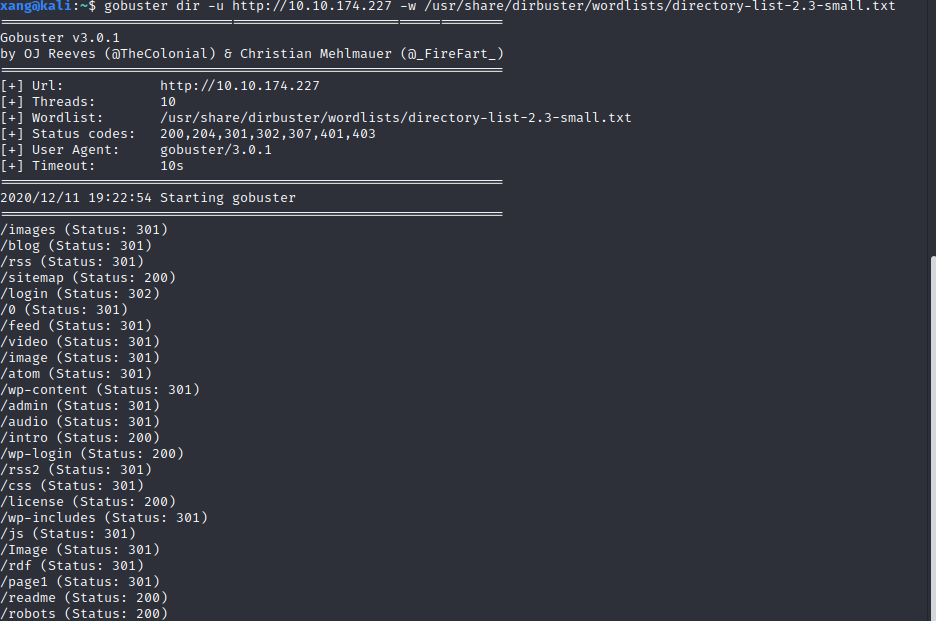 xang@kali:~$ gobuster dir -u http://10.10.174.227 -w /usr/share/dirbuster/wordlists/directory-list-2.3-small.txt
===============================================================
Gobuster v3.0.1
by OJ Reeves (@TheColonial) & Christian Mehlmauer (@_FireFart_)
===============================================================
[+] Url:            http://10.10.174.227
[+] Threads:        10
[+] Wordlist:       /usr/share/dirbuster/wordlists/directory-list-2.3-small.txt
[+] Status codes:   200,204,301,302,307,401,403
[+] User Agent:     gobuster/3.0.1
[+] Timeout:        10s
===============================================================
2020/12/11 19:22:54 Starting gobuster
===============================================================
/images (Status: 301)
/blog (Status: 301)
/rss (Status: 301)
/sitemap (Status: 200)
/login (Status: 302)
/0 (Status: 301)
/feed (Status: 301)
/video (Status: 301)
/image (Status: 301)
/atom (Status: 301)
/wp-content (Status: 301)
/admin (Status: 301)
/audio (Status: 301)
/intro (Status: 200)
/wp-login (Status: 200)
/rss2 (Status: 301)
/css (Status: 301)
/license (Status: 200)
/wp-includes (Status: 301)
/js (Status: 301)
/Image (Status: 301)
/rdf (Status: 301)
/page1 (Status: 301)
/readme (Status: 200)
/robots (Status: 200)